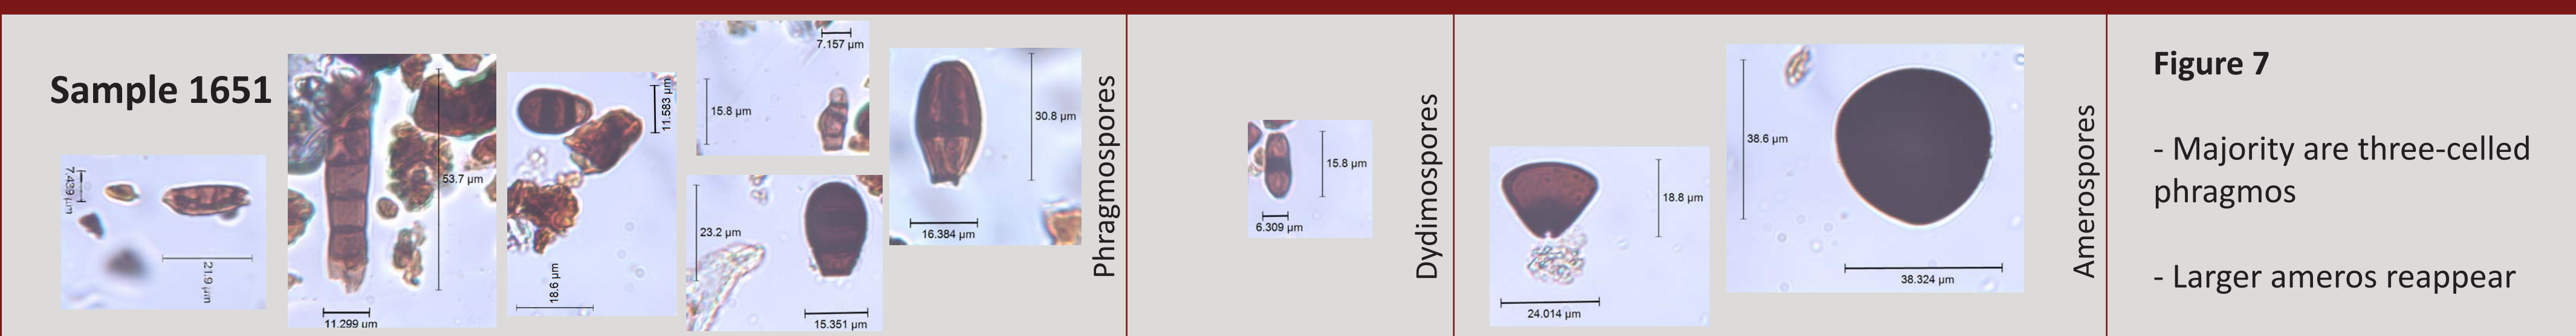 Sample 1651
7.439 µm
21.9 µm
53.7 µm
11.299 µm
11.583 µm
18.6 µm
7.157 µm
15.8 µm
23.2 µm
15.351 µm
30.8 µm
16.384 µm
Phragmospores
15.8 µm
6.309 µm
Dydimospores
18.8 µm
24.014 µm
38.6 µm
38.324 µm
Amerospores
Figure 7
- Majority are three-celled
phragmos
- Larger ameros reappear